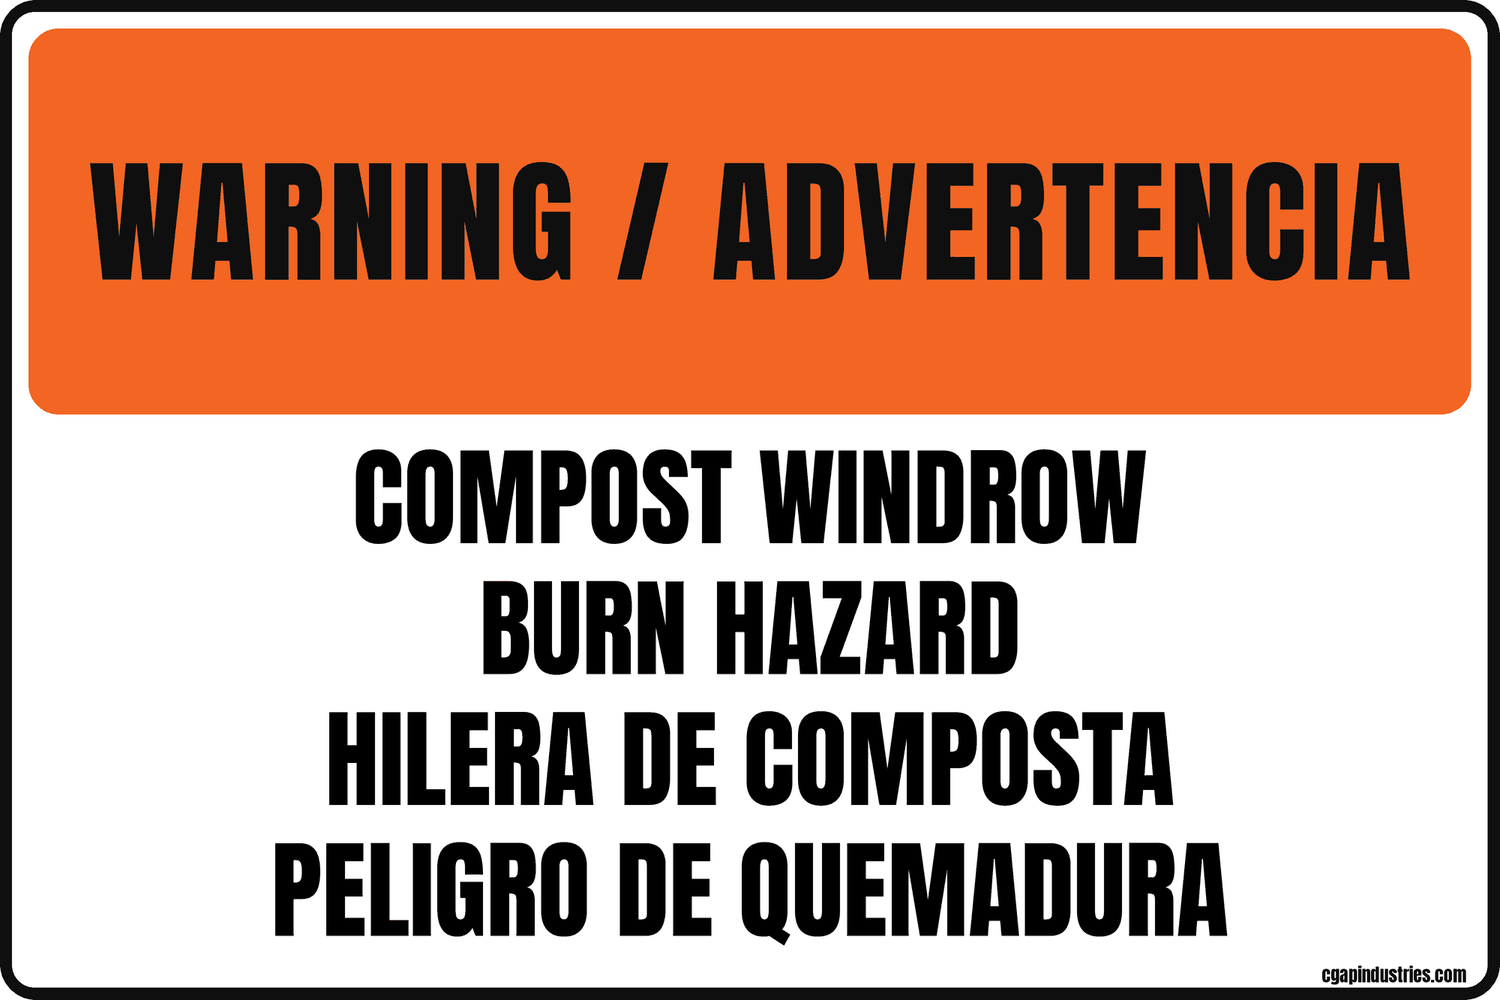 WARNING / ADVERTENCIA
COMPOST WINDROW
BURN HAZARD
HILERA DE COMPOSTA
PELIGRO DE QUEMADURA
cgapindustries.com